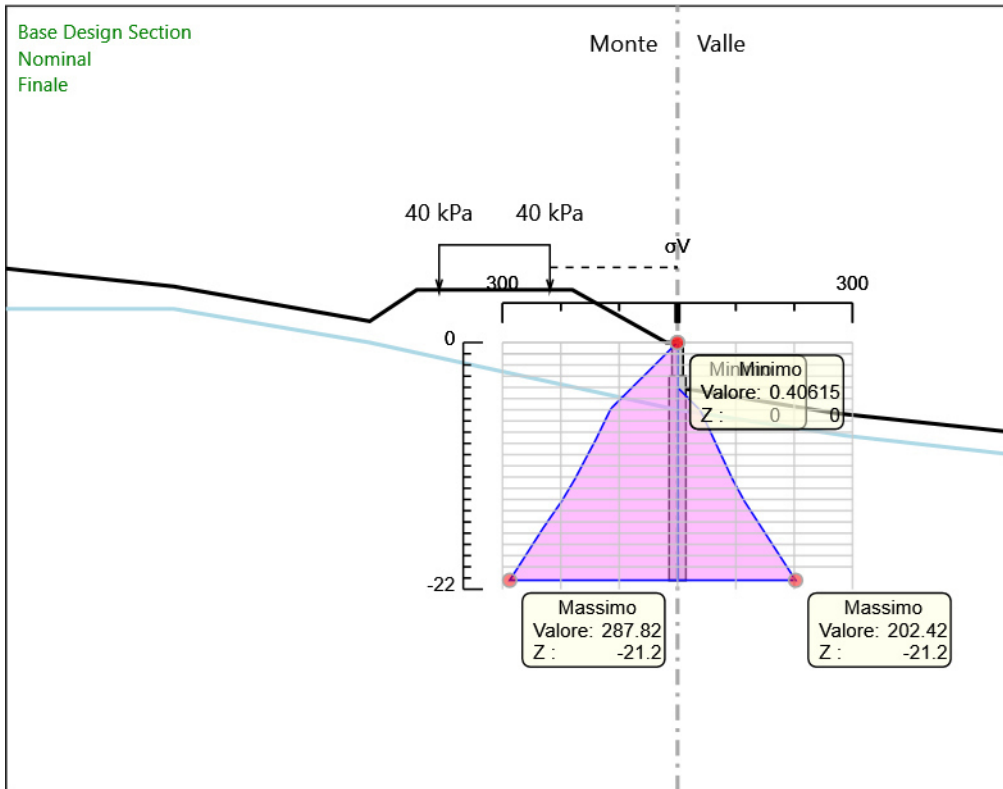 Base Design Section
Nominal
Finale
Monte
Valle
40 kPa
40 kPa
σV
300
300
0
Minimo
Valore: 0.40615
Z : 0 0
-22
Massimo
Valore: 287.82
Z : -21.2
Massimo
Valore: 202.42
Z : -21.2